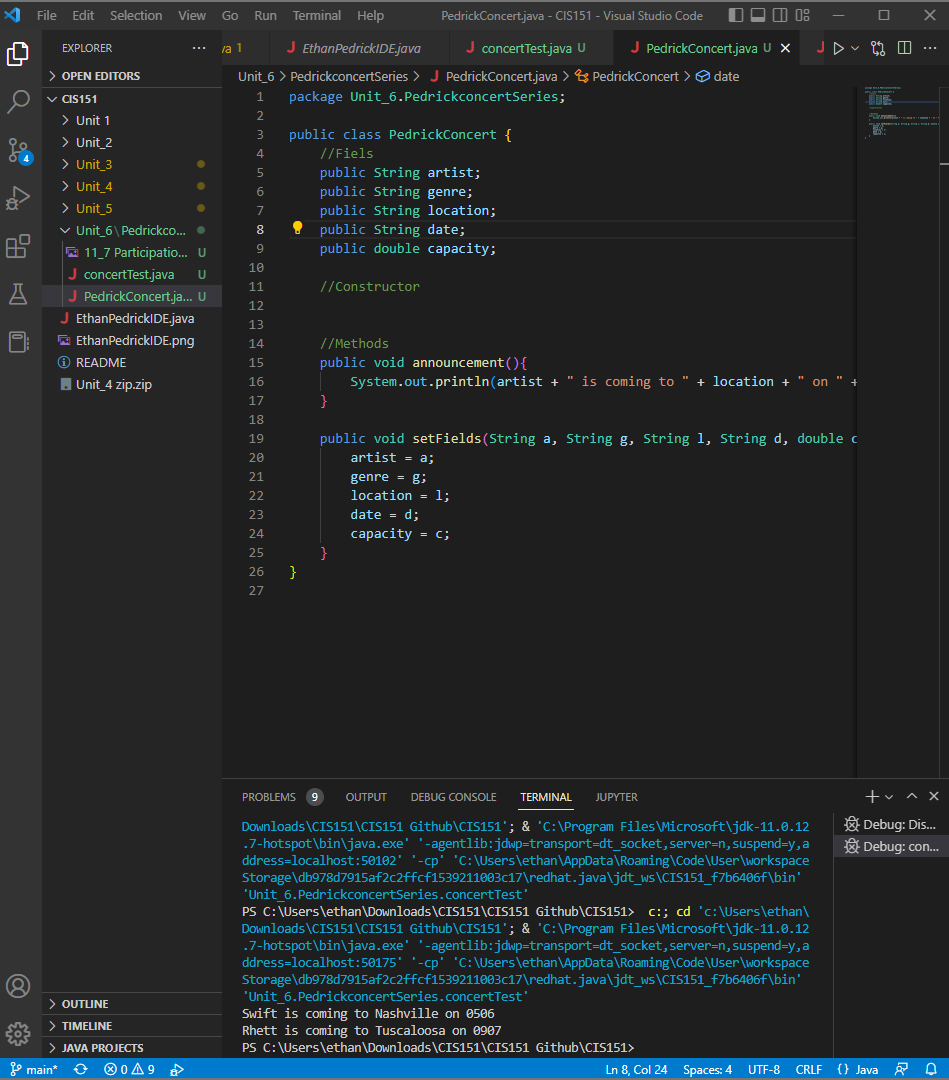 File Edit Selection View Go Run Terminal Help PedrickConcert.java - CIS151 - Visual Studio Code
EXPLORER
va 1 EthanPedrickIDE.java concertTest.java U PedrickConcert.java U
OPEN EDITORS
CIS151
Unit 1
Unit_2
Unit_3
Unit_4
Unit_5
Unit_6\Pedrickco...
11_7 Participatio... U
concertTest.java U
PedrickConcert.ja... U
EthanPedrickIDE.java
EthanPedrickIDE.png
README
Unit_4 zip.zip
OUTLINE
TIMELINE
JAVA PROJECTS
4
Unit_6 > PedrickconcertSeries > PedrickConcert.java > PedrickConcert > date
1 package Unit_6.PedrickconcertSeries;
2
3 public class PedrickConcert {
4 //Fiels
5 public String artist;
6 public String genre;
7 public String location;
8 public String date;
9 public double capacity;
10
11 //Constructor
12
13
14 //Methods
15 public void announcement(){
16 System.out.println(artist + " is coming to " + location + " on " +
17 }
18
19 public void setFields(String a, String g, String l, String d, double c
20 artist = a;
21 genre = g;
22 location = l;
23 date = d;
24 capacity = c;
25 }
26 }
27
PROBLEMS 9 OUTPUT DEBUG CONSOLE TERMINAL JUPYTER
Debug: Dis...
Debug: con...
Downloads\CIS151\CIS151 Github\CIS151'; & 'C:\Program Files\Microsoft\jdk-11.0.12
.7-hotspot\bin\java.exe' '-agentlib:jdwp=transport=dt_socket,server=n,suspend=y,a
ddress=localhost:50102' '-cp' 'C:\Users\ethan\AppData\Roaming\Code\User\workspace
Storage\db978d7915af2c2ffcf1539211003c17\redhat.java\jdt_ws\CIS151_f7b6406f\bin'
'Unit_6.PedrickconcertSeries.concertTest'
PS C:\Users\ethan\Downloads\CIS151\CIS151 Github\CIS151> c:; cd 'c:\Users\ethan\
Downloads\CIS151\CIS151 Github\CIS151'; & 'C:\Program Files\Microsoft\jdk-11.0.12
.7-hotspot\bin\java.exe' '-agentlib:jdwp=transport=dt_socket,server=n,suspend=y,a
ddress=localhost:50175' '-cp' 'C:\Users\ethan\AppData\Roaming\Code\User\workspace
Storage\db978d7915af2c2ffcf1539211003c17\redhat.java\jdt_ws\CIS151_f7b6406f\bin'
'Unit_6.PedrickconcertSeries.concertTest'
Swift is coming to Nashville on 0506
Rhett is coming to Tuscaloosa on 0907
PS C:\Users\ethan\Downloads\CIS151\CIS151 Github\CIS151>
main* 0 9 Ln 8, Col 24 Spaces: 4 UTF-8 CRLF {} Java